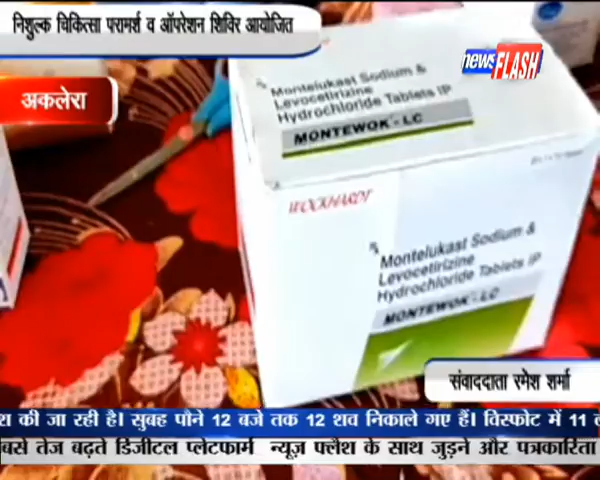 निशुल्क चिकित्सा परामर्श व ऑपरेशन शिविर आयोजित
news FLASH
अकलेरा
Montelukast Sodium &
Levocetirizine
Hydrochloride Tablets IP
MONTEWOK - LC
WOCKHARDT
Montelukast Sodium &
Levocetirizine
Hydrochloride Tablets IP
MONTEWOK-LC
संवाददाता रमेश शर्मा
की जा रही है। सुबह पौने 12 बजे तक 12 शव निकाले गए हैं। विस्फोट में 11
तेज बढ़ते डिजीटल प्लेटफार्म न्यूज़ फ्लैश के साथ जुड़ने और पत्रकारिता